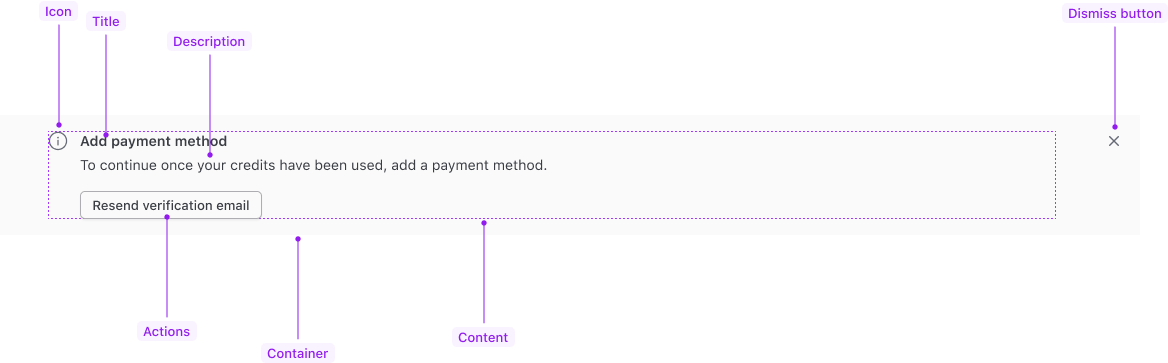 Icon
Title
Dismiss button
Description
Add payment method
To continue once your credits have been used, add a payment method.
Resend verification email
Actions
Content
Container